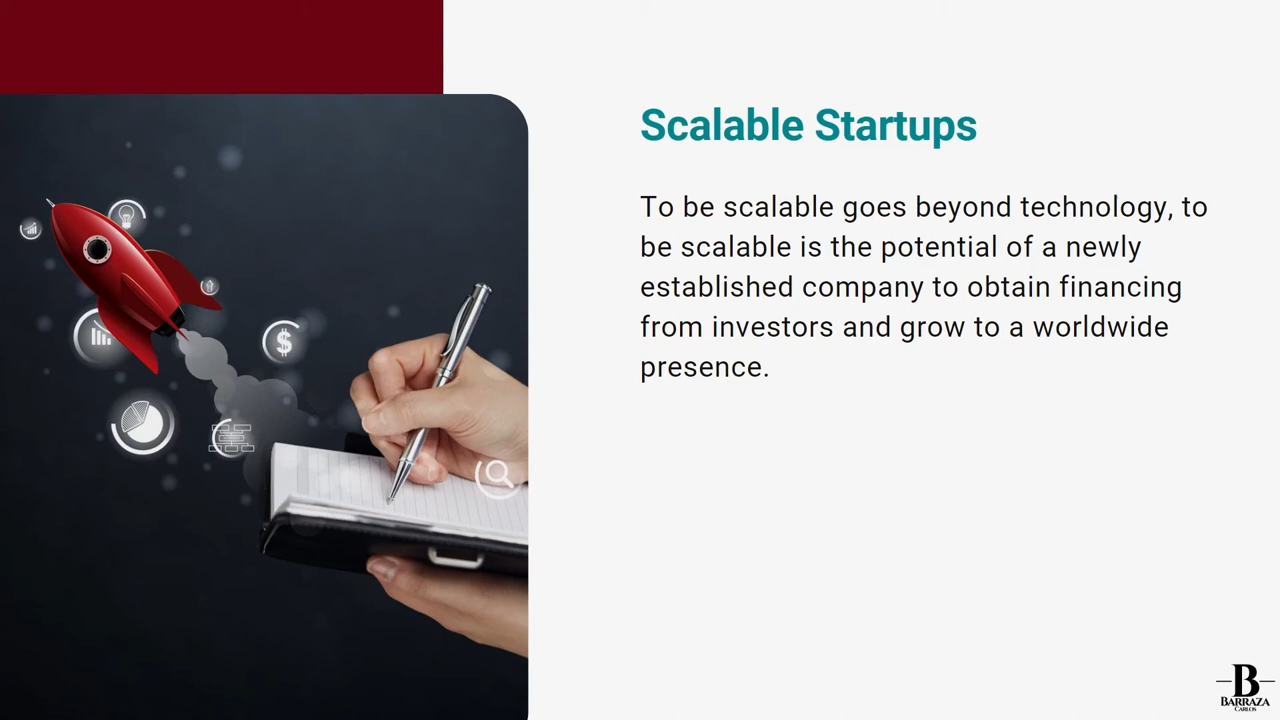 Scalable Startups
To be scalable goes beyond technology, to
be scalable is the potential of a newly
established company to obtain financing
from investors and grow to a worldwide
presence.
B
BARRAZA
CARLOS